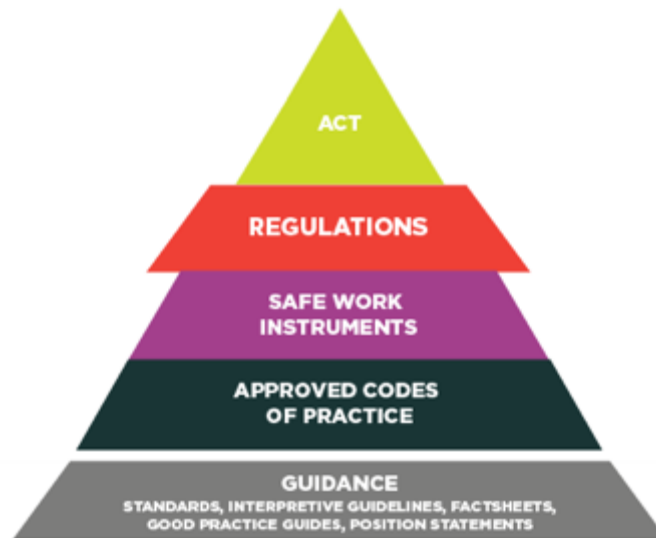 ACT
REGULATIONS
SAFE WORK
INSTRUMENTS
APPROVED CODES
OF PRACTICE
GUIDANCE
STANDARDS, INTERPRETIVE GUIDELINES, FACTSHEETS,
GOOD PRACTICE GUIDES, POSITION STATEMENTS